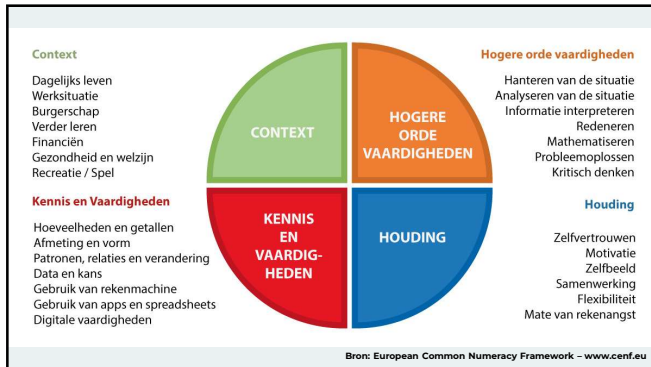 Context
Dagelijks leven
Werksituatie
Burgerschap
Verder leren
Financiën
Gezondheid en welzijn
Recreatie / Spel
Kennis en Vaardigheden
Hoeveelheden en getallen
Afmeting en vorm
Patronen, relaties en verandering
Data en kans
Gebruik van rekenmachine
Gebruik van apps en spreadsheets
Digitale vaardigheden
CONTEXT
HOGERE
ORDE
VAARDIGHEDEN
KENNIS
EN
VAARDIG-
HEDEN
HOUDING
Hogere orde vaardigheden
Hanteren van de situatie
Analyseren van de situatie
Informatie interpreteren
Redeneren
Mathematiseren
Probleemoplossen
Kritisch denken
Houding
Zelfvertrouwen
Motivatie
Zelfbeeld
Samenwerking
Flexibiliteit
Mate van rekenangst
Bron: European Common Numeracy Framework – www.cenf.eu